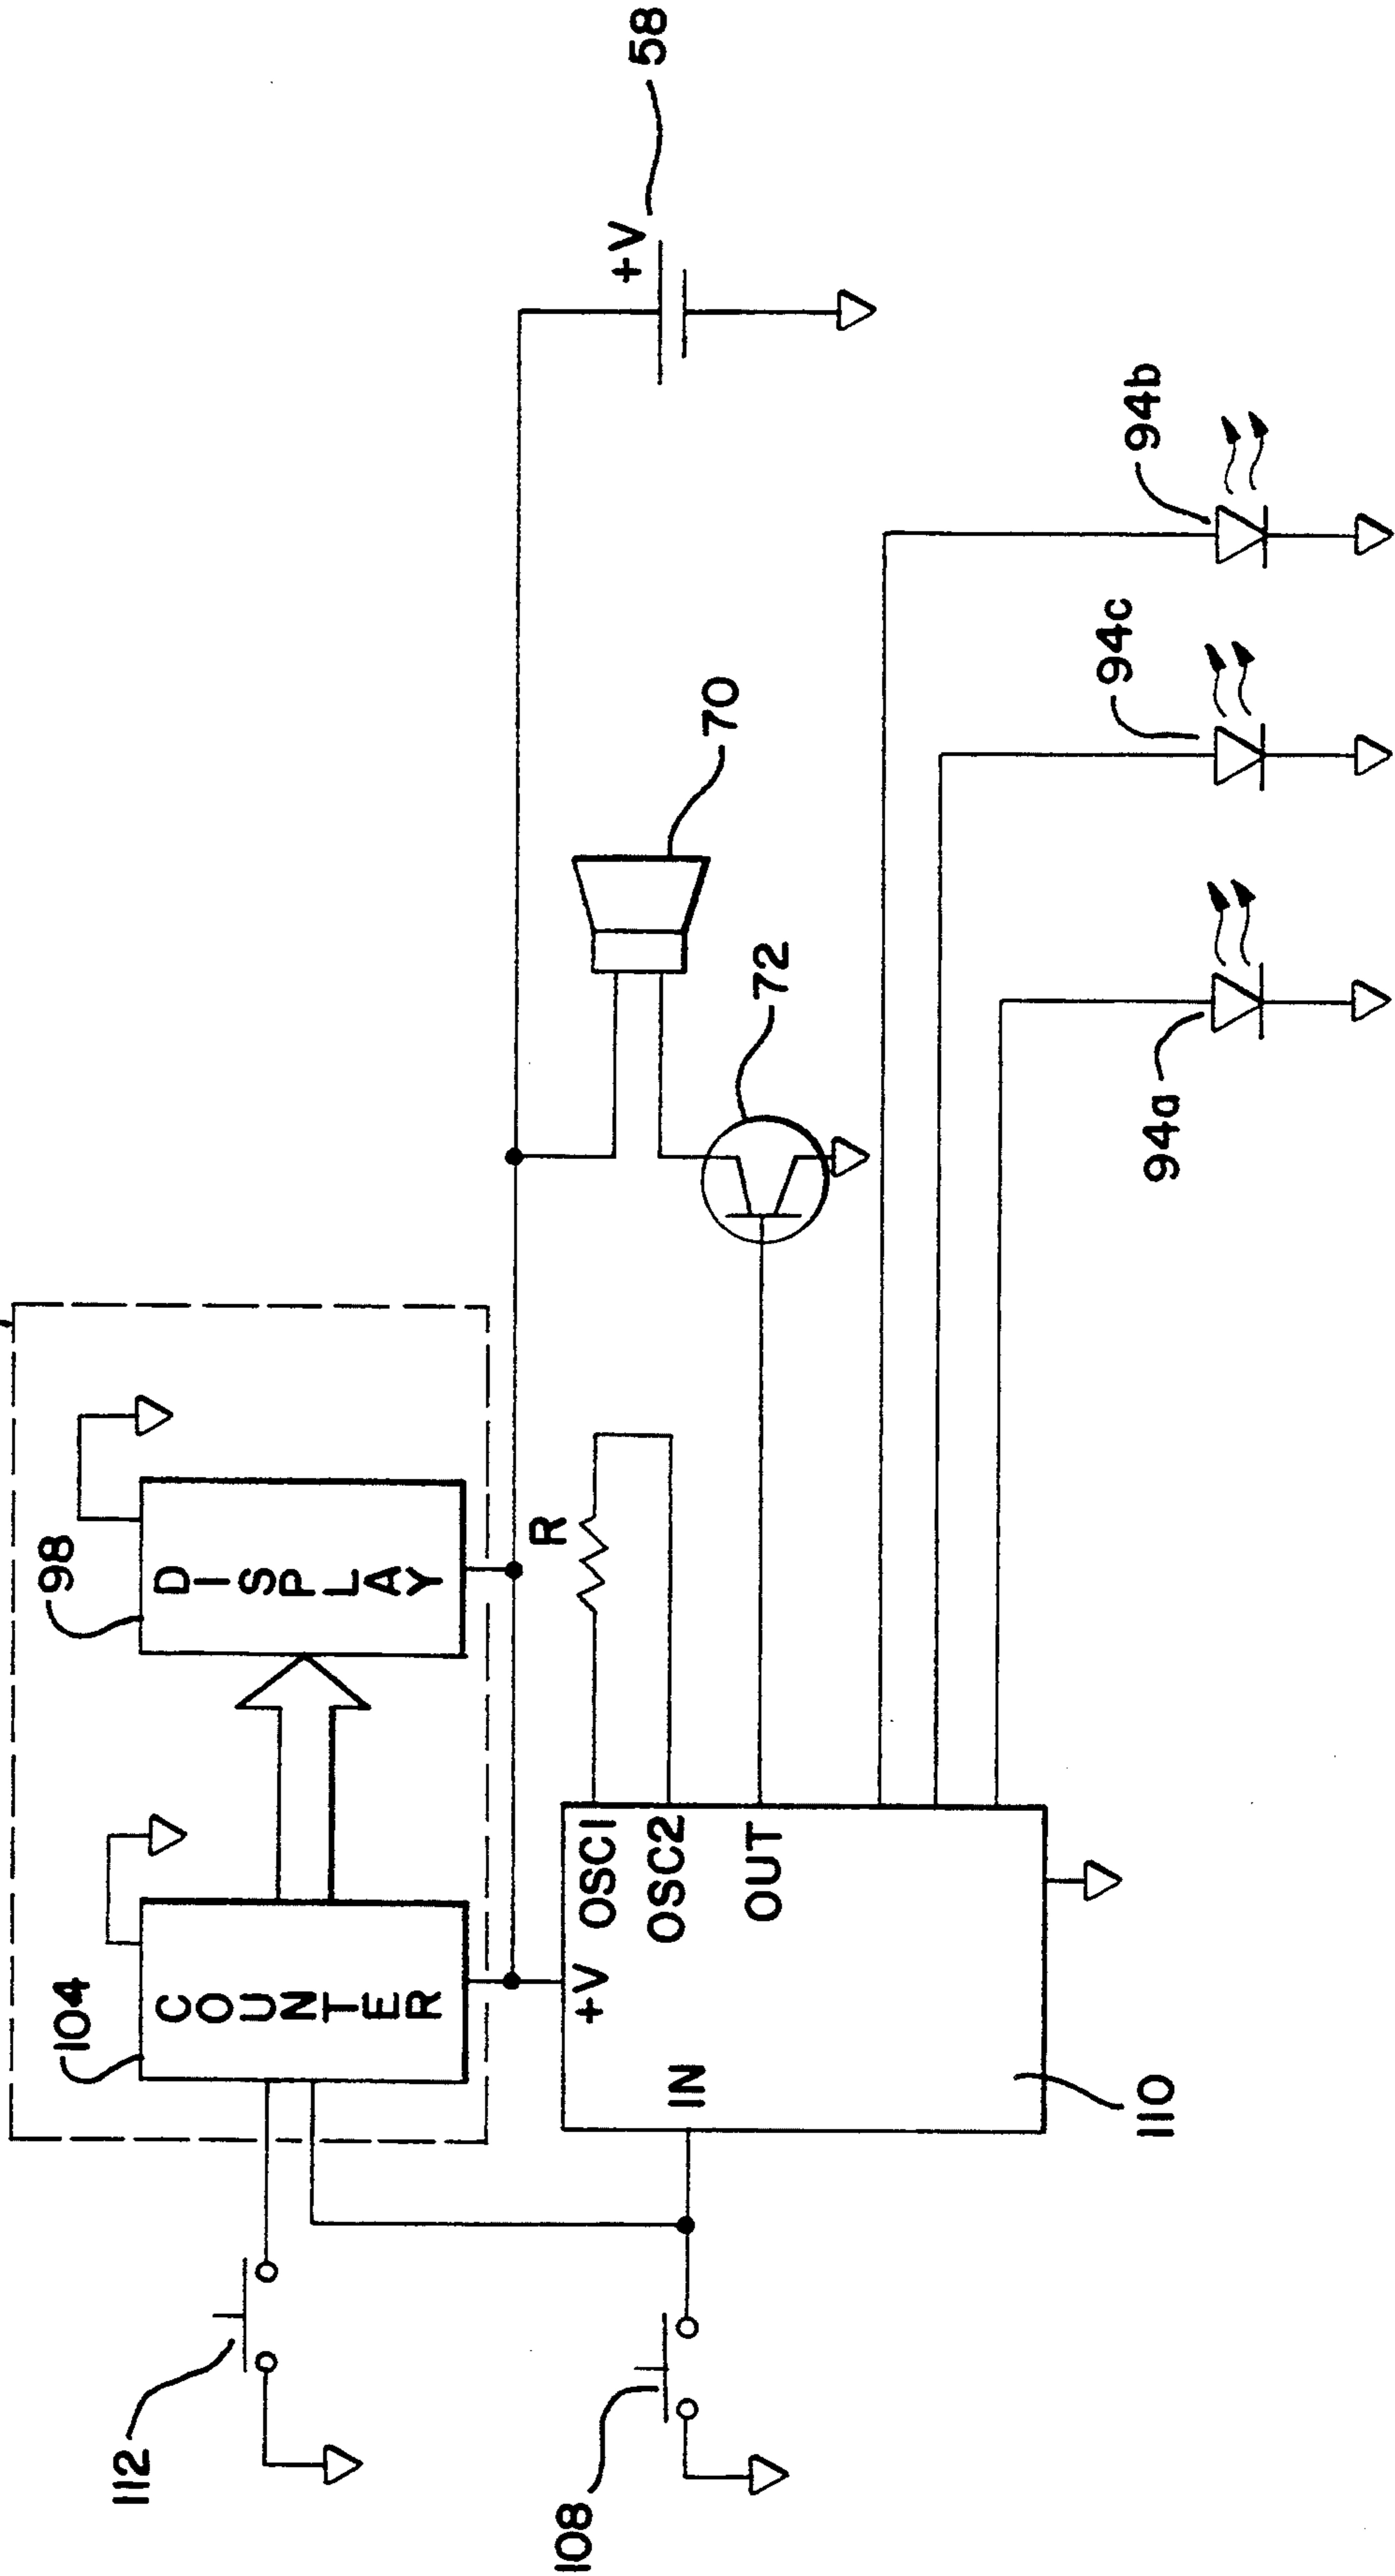 112
104
COUNTER
98
DISPLAY
58
+V
108
IN
+V
OSC1
OSC2
OUT
R
72
70
110
94a
94c
94b